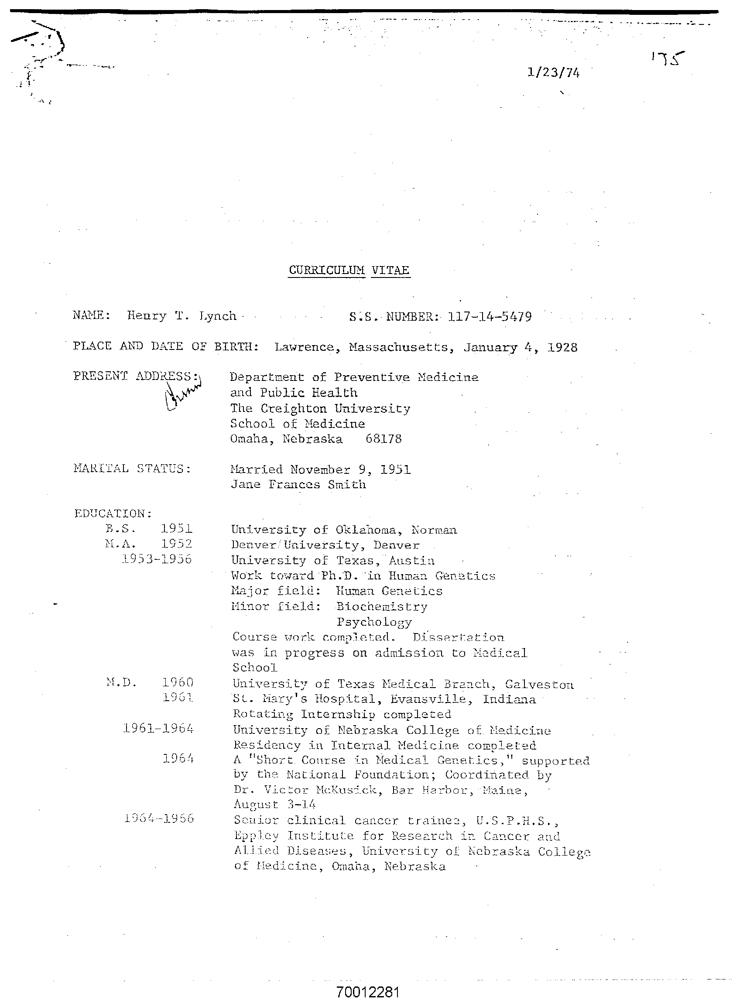 1/23/74
CURRICULUM VITAE
NAME: Henry T. Lynch S.S. NUMBER: 117-14-5479
PLACE AND DATE OF BIRTH: Lawrence, Massachusetts, January 4, 1928
PRESENT ADDRESS: Department of Preventive Medicine
and Public Health
The Creighton University
School of Medicine
Omaha, Nebraska 68178
MARITAL STATUS: Married November 9, 1951
Jane Frances Smith
EDUCATION:
B.S. 1951 University of Oklahoma, Norman
M.A. 1952 Denver University, Denver
1953-1956 University of Texas, Austin
Work toward Ph.D. in Human Genetics
Major field: Human Genetics
Minor field: Biochemistry
Psychology
Course work completed. Dissertation
was in progress on admission to Medical
School
M.D. 1960 University of Texas Medical Branch, Galveston
1961 St. Mary's Hospital, Evansville, Indiana
Rotating Internship completed
1961-1964 University of Nebraska College of Medicine
Residency in Internal Medicine completed
1964 A "Short Course in Medical Genetics," supported
by the National Foundation; Coordinated by
Dr. Victor McKusick, Bar Harbor, Maine,
August 3-14
1964-1966 Senior clinical cancer trainee, U.S.P.H.S.,
Eppley Institute for Research in Cancer and
Allied Diseases, University of Nebraska College
of Medicine, Omaha, Nebraska
70012281